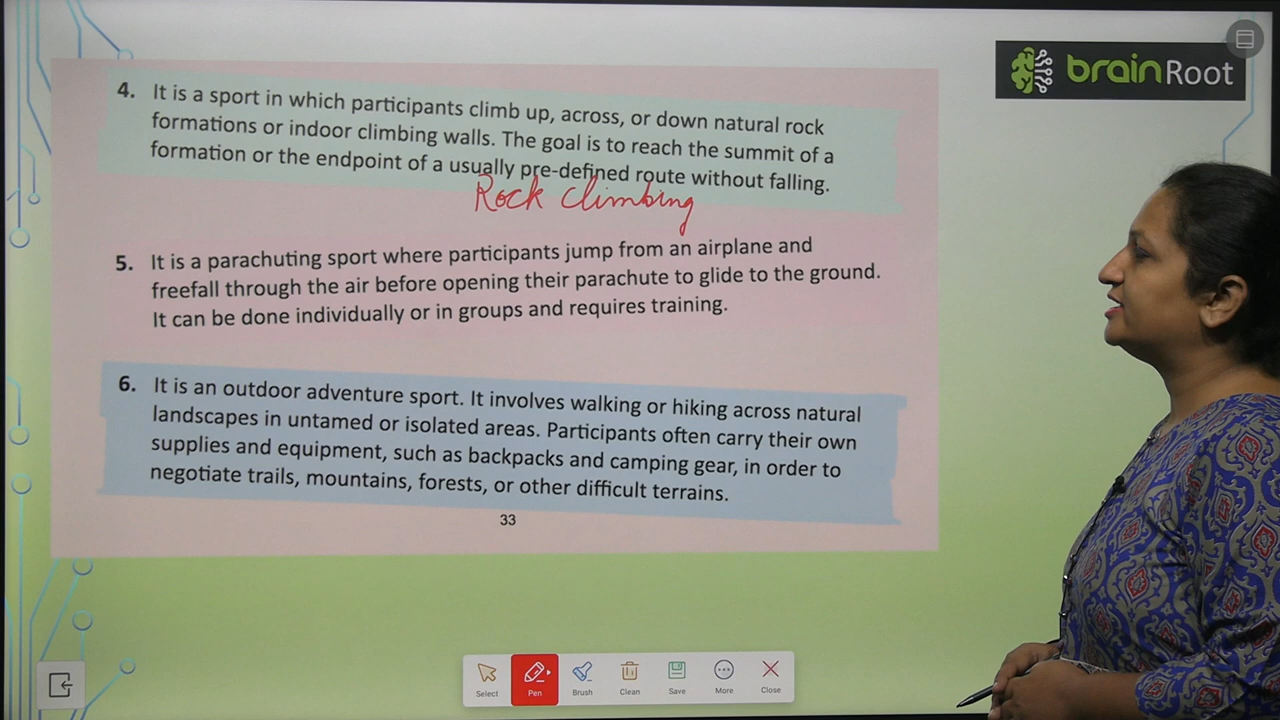 brainRoot
4. It is a sport in which participants climb up, across, or down natural rock
formations or indoor climbing walls. The goal is to reach the summit of a
formation or the endpoint of a usually pre-defined route without falling.
Rock Climbing
5. It is a parachuting sport where participants jump from an airplane and
freefall through the air before opening their parachute to glide to the ground.
It can be done individually or in groups and requires training.
6. It is an outdoor adventure sport. It involves walking or hiking across natural
landscapes in untamed or isolated areas. Participants often carry their own
supplies and equipment, such as backpacks and camping gear, in order to
negotiate trails, mountains, forests, or other difficult terrains.
33
Select Pen Brush Clean Save More Close